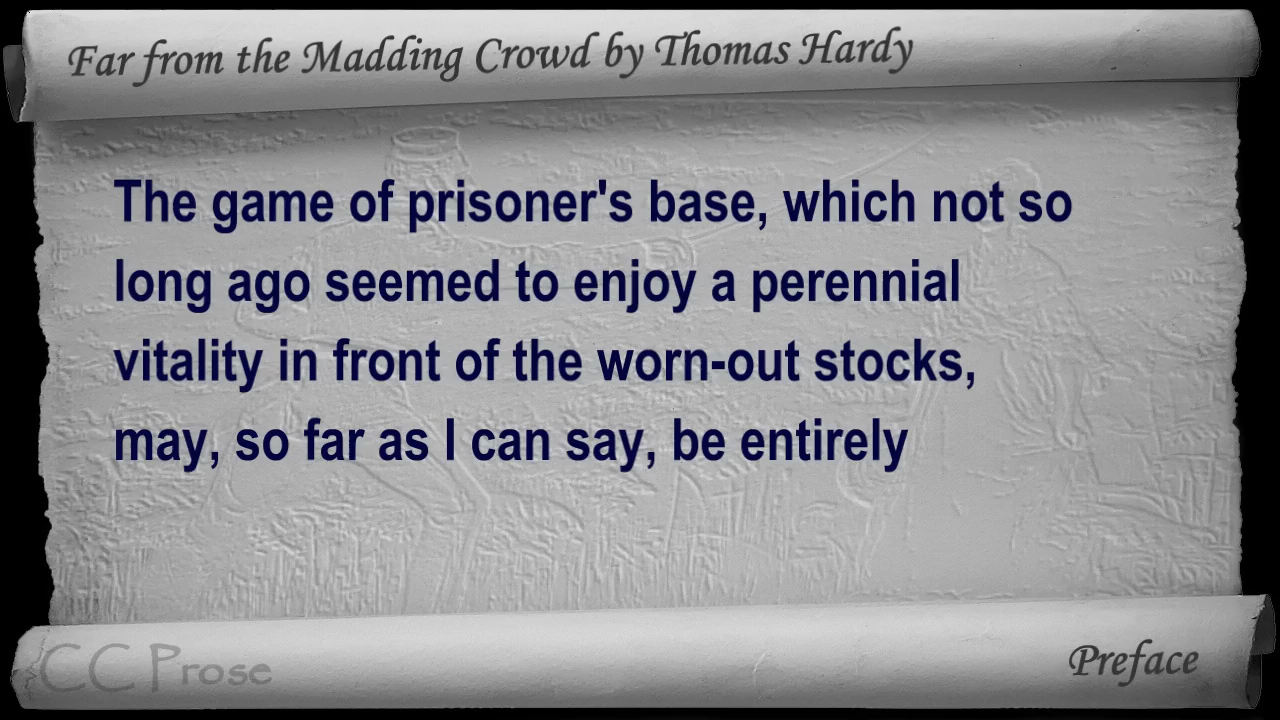 Far from the Madding Crowd by Thomas Hardy
The game of prisoner's base, which not so
long ago seemed to enjoy a perennial
vitality in front of the worn-out stocks,
may, so far as I can say, be entirely
CC Prose
Preface